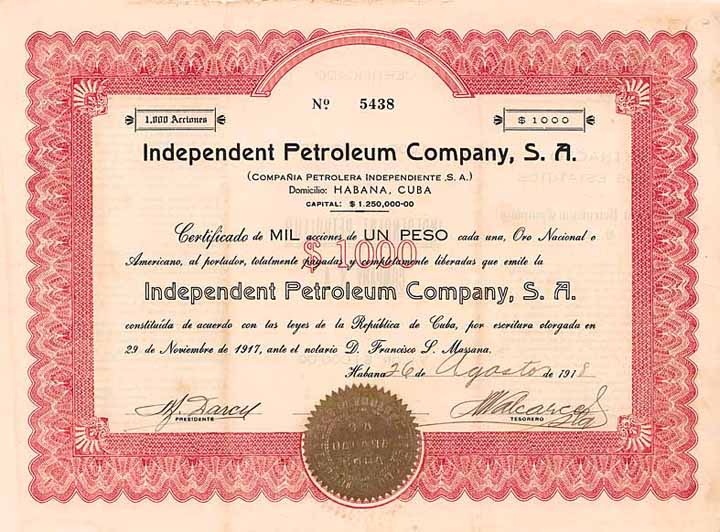 Nº 5438
1,000 Acciones
$ 1000
Independent Petroleum Company, S. A.
(COMPAÑIA PETROLERA INDEPENDIENTE, S. A.)
Domicilio: HABANA, CUBA
CAPITAL: $ 1.250,000-00
Certificado de MIL acciones de UN PESO cada una, Oro Nacional o
$ 1000
Americano, al portador, totalmente pagadas y completamente liberadas que emite la
Independent Petroleum Company, S. A.
constituída de acuerdo con las leyes de la República de Cuba, por escritura otorgada en
29 de Noviembre de 1917, ante el notario D. Francisco L. Massana.
Habana 26 de Agosto de 1918
Darcy
PRESIDENTE
TESORERO